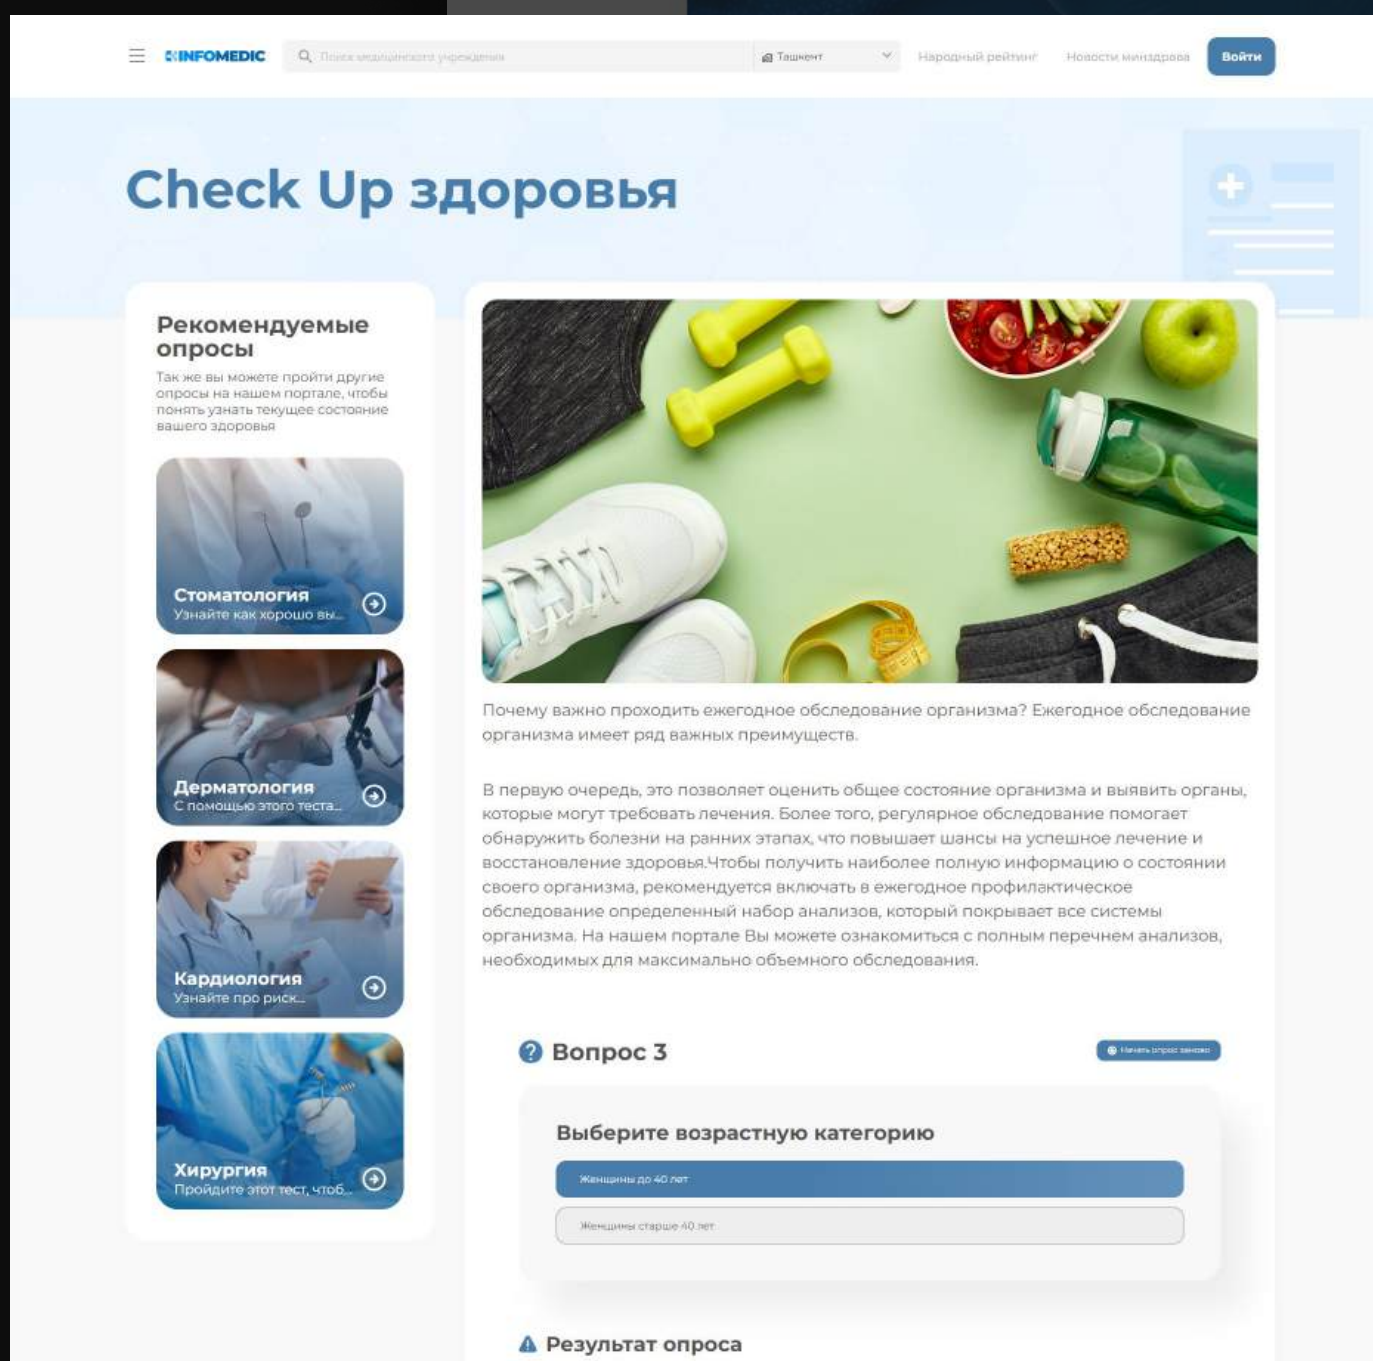 INFOMEDIC
Поиск медицинского учреждения
Ташкент
Народный рейтинг
Новости минздрава
Войти
Check Up здоровья
Рекомендуемые
опросы
Так же вы можете пройти другие
опросы на нашем портале, чтобы
понять узнать текущее состояние
вашего здоровья
Стоматология
Узнайте как хорошо вы...
Дерматология
С помощью этого теста...
Кардиология
Узнайте про риск...
Хирургия
Пройдите этот тест, чтоб...
Почему важно проходить ежегодное обследование организма? Ежегодное обследование
организма имеет ряд важных преимуществ.
В первую очередь, это позволяет оценить общее состояние организма и выявить органы,
которые могут требовать лечения. Более того, регулярное обследование помогает
обнаружить болезни на ранних этапах, что повышает шансы на успешное лечение и
восстановление здоровья.Чтобы получить наиболее полную информацию о состоянии
своего организма, рекомендуется включать в ежегодное профилактическое
обследование определенный набор анализов, который покрывает все системы
организма. На нашем портале Вы можете ознакомиться с полным перечнем анализов,
необходимых для максимально объемного обследования.
Вопрос 3
Начать опрос заново
Выберите возрастную категорию
Женщины до 40 лет
Женщины старше 40 лет
Результат опроса